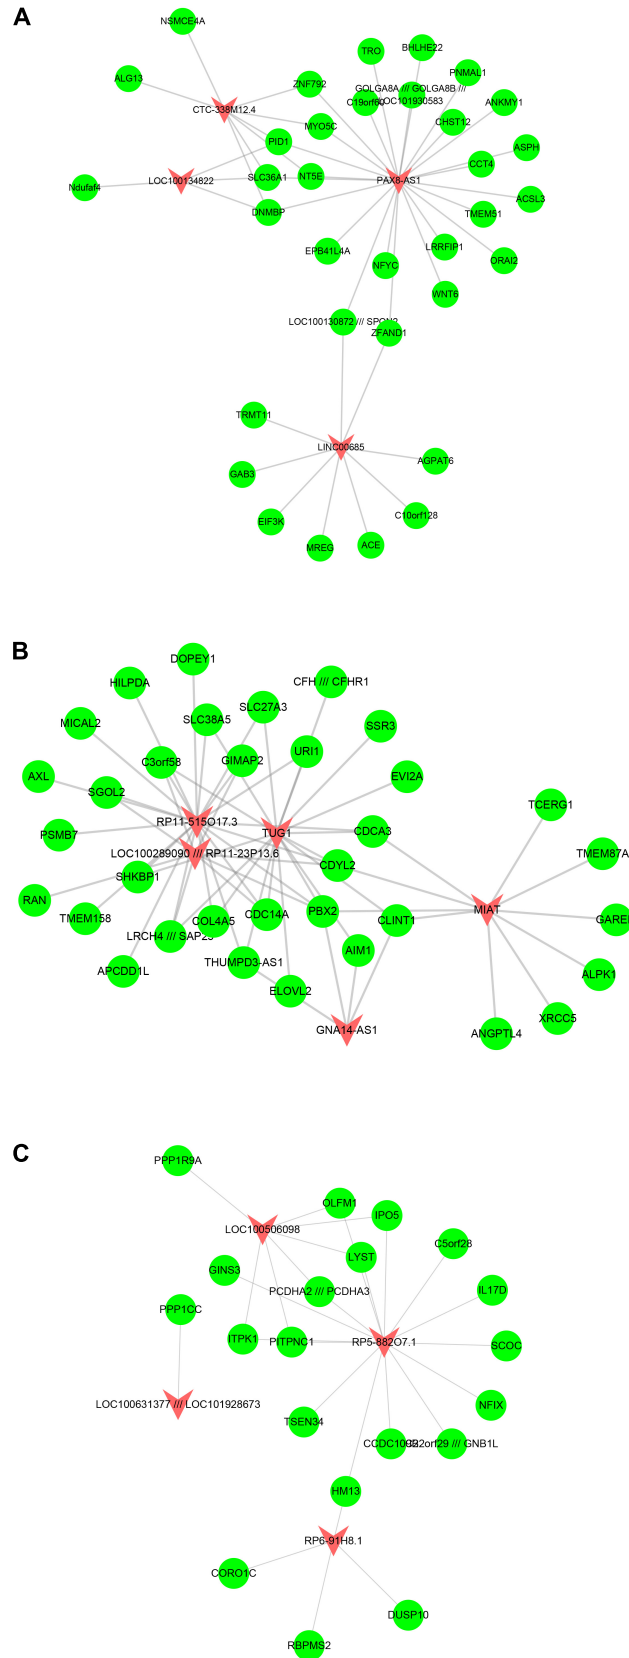 A
NSMCE4A
TRO
BHLHE22
PNMAL1
ALG13
ZNF792
GOLGA8A /// GOLGA8B ///
LOC101930583
C19orf60
ANKMY1
CTC-338M12.4
MYO5C
CHST12
PID1
ASPH
CCT4
SLC36A1
NT5E
LOC100134822
PAX8-AS1
Ndufaf4
ACSL3
DNMBP
TMEM51
EPB41L4A
LRRFIP1
ORAI2
NFYC
WNT6
LOC100130872 /// SPON2
ZFAND1
TRMT11
LINC00685
AGPAT6
GAB3
C10orf128
EIF3K
MREG
ACE
B
DOPEY1
HILPDA
CFH /// CFHR1
SLC27A3
MICAL2
SLC38A5
SSR3
URI1
C3orf58
GIMAP2
AXL
EVI2A
SGOL2
TCERG1
RP11-515O17.3
TUG1
CDCA3
PSMB7
LOC100289090 /// RP11-23P13.6
TMEM87A
CDYL2
SHKBP1
RAN
MIAT
TMEM158
COL4A5
CDC14A
PBX2
CLINT1
LRCH4 /// SAP25
AIM1
THUMPD3-AS1
APCDD1L
ALPK1
ELOVL2
XRCC5
GNA14-AS1
ANGPTL4
C
PPP1R9A
OLFM1
IPO5
LOC100506098
C5orf28
LYST
GINS3
PCDHA2 /// PCDHA3
IL17D
PPP1CC
ITPK1
PITPNC1
RP5-882O7.1
SCOC
LOC100631377 /// LOC101928673
NFIX
TSEN34
C22orf29 /// GNB1L
HM13
RP6-91H8.1
CORO1C
DUSP10
RBPMS2